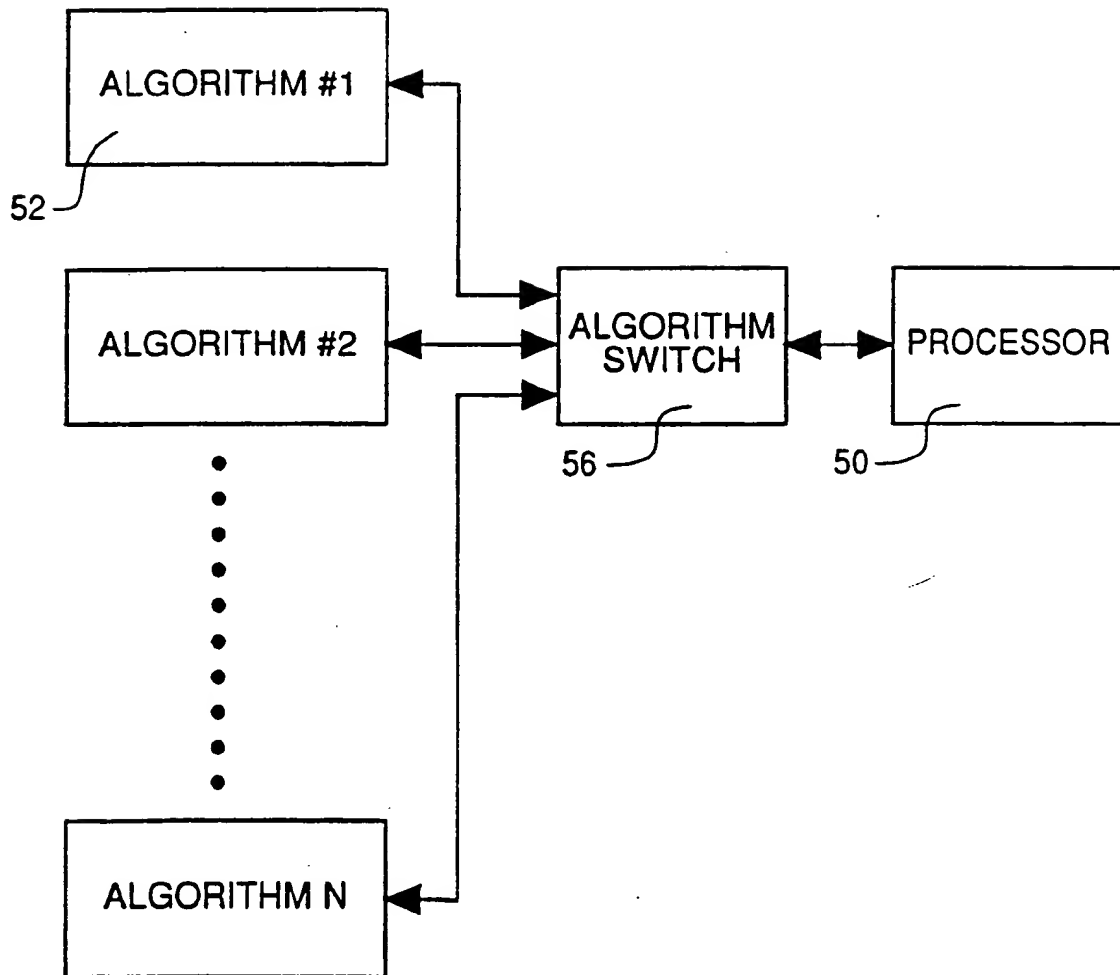 ALGORITHM #1
52
ALGORITHM #2
ALGORITHM
SWITCH
PROCESSOR
56
50
ALGORITHM N